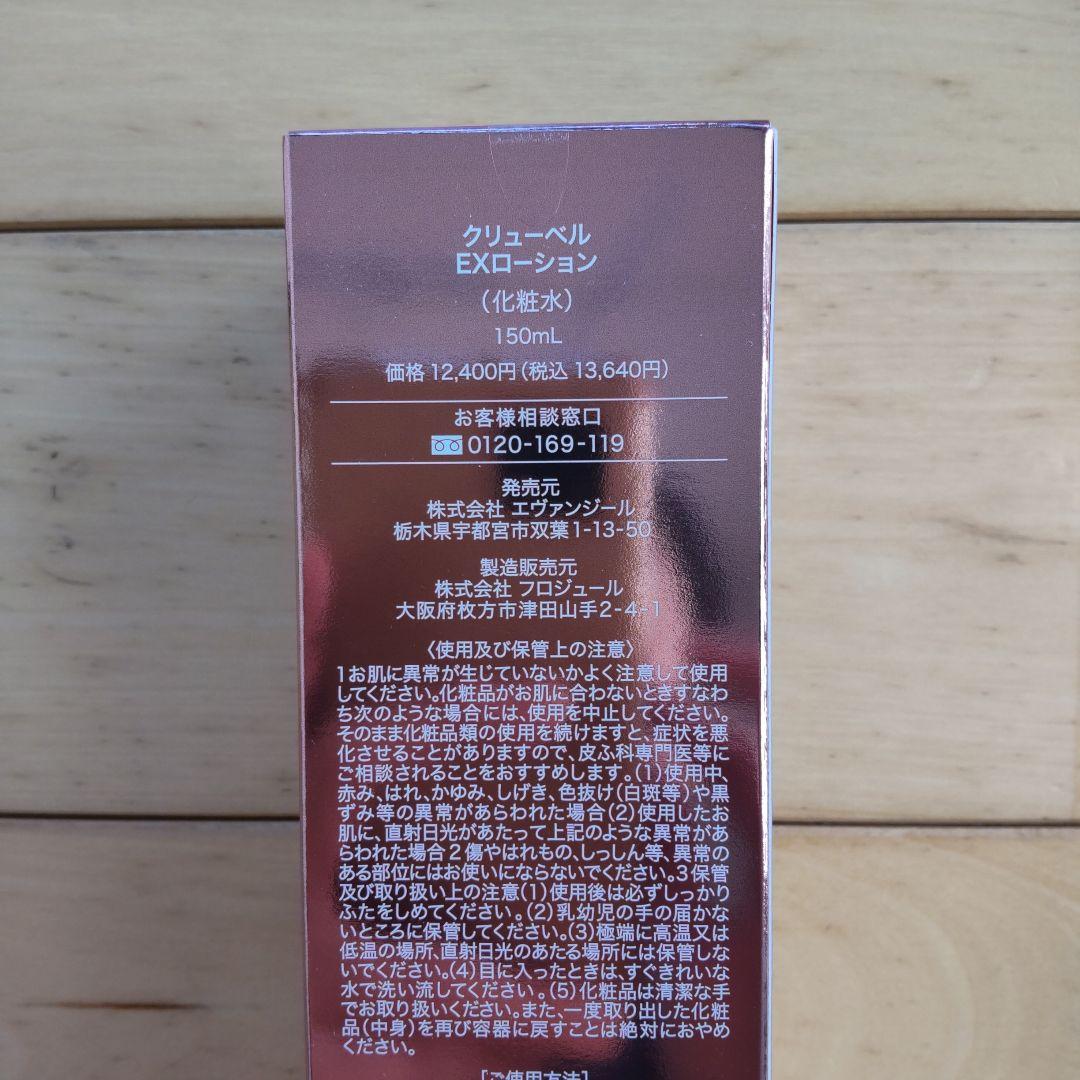 クリューベル
EXローション
（化粧水）
150mL
価格 12,400円（税込 13,640円）
お客様相談窓口
0120-169-119
発売元
株式会社 エヴァンジール
栃木県宇都宮市双葉1-13-50
製造販売元
株式会社 フロジュール
大阪府枚方市津田山手2-4-1
〈使用及び保管上の注意〉
1お肌に異常が生じていないかよく注意して使用
してください。化粧品がお肌に合わないときすなわ
ち次のような場合には、使用を中止してください。
そのまま化粧品類の使用を続けますと、症状を悪
化させることがありますので、皮ふ科専門医等に
ご相談されることをおすすめします。（1）使用中、
赤み、はれ、かゆみ、しげき、色抜け（白斑等）や黒
ずみ等の異常があらわれた場合（2）使用したお
肌に、直射日光があたって上記のような異常があ
らわれた場合2傷やはれもの、しっしん等、異常の
ある部位にはお使いにならないでください。3保管
及び取り扱い上の注意（1）使用後は必ずしっかり
ふたをしめてください。（2）乳幼児の手の届かな
いところに保管してください。（3）極端に高温又は
低温の場所、直射日光のあたる場所には保管しな
いでください。（4）目に入ったときは、すぐきれいな
水で洗い流してください。（5）化粧品は清潔な手
でお取り扱いください。また、一度取り出した化粧
品（中身）を再び容器に戻すことは絶対におやめ
ください。
［ご使用方法］